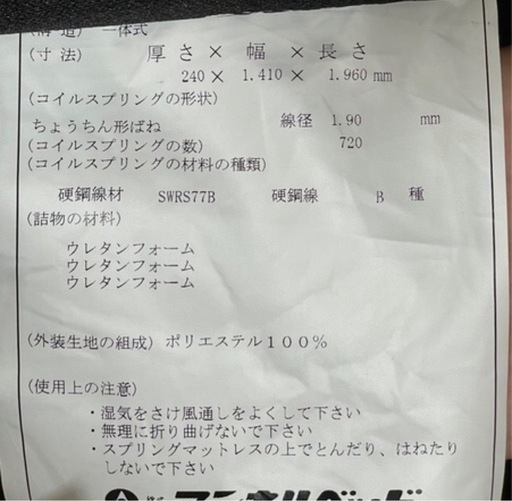 (構造) 一体式
(寸法) 厚さ × 幅 × 長さ
240 × 1.410 × 1.960 mm
(コイルスプリングの形状)
ちょうちん形ばね 線径 1.90 mm
(コイルスプリングの数) 720
(コイルスプリングの材料の種類)
硬鋼線材 SWRS77B 硬鋼線 B 種
(詰物の材料)
ウレタンフォーム
ウレタンフォーム
ウレタンフォーム
(外装生地の組成) ポリエステル100%
(使用上の注意)
・湿気をさけ風通しをよくして下さい
・無理に折り曲げないで下さい
・スプリングマットレスの上でとんだり、はねたり
しないで下さい